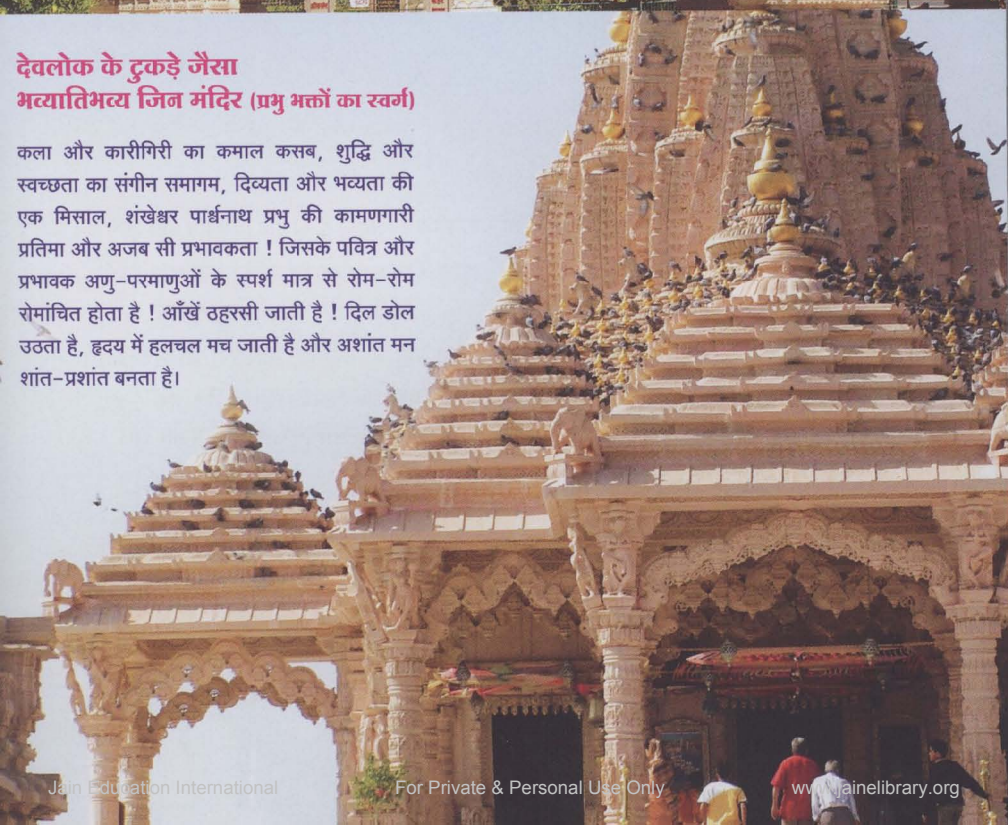 देवलोक के टुकड़े जैसा
भव्यातिभव्य जिन मंदिर (प्रभु भक्तों का स्वर्ग)
कला और कारीगिरी का कमाल कसब, शुद्धि और
स्वच्छता का संगीन समागम, दिव्यता और भव्यता की
एक मिसाल, शंखेश्वर पार्श्वनाथ प्रभु की कामणगारी
प्रतिमा और अजब सी प्रभावकता ! जिसके पवित्र और
प्रभावक अणु-परमाणुओं के स्पर्श मात्र से रोम-रोम
रोमांचित होता है ! आँखें ठहरसी जाती है ! दिल डोल
उठता है, हृदय में हलचल मच जाती है और अशांत मन
शांत-प्रशांत बनता है।
Jain Education International
For Private & Personal Use Only
www.jainelibrary.org